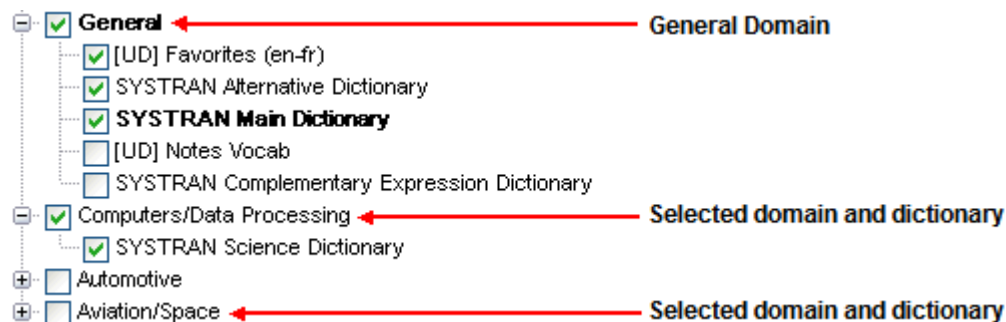 General General Domain
[UD] Favorites (en-fr)
SYSTRAN Alternative Dictionary
SYSTRAN Main Dictionary
[UD] Notes Vocab
SYSTRAN Complementary Expression Dictionary
Computers/Data Processing Selected domain and dictionary
SYSTRAN Science Dictionary
Automotive
Aviation/Space Selected domain and dictionary